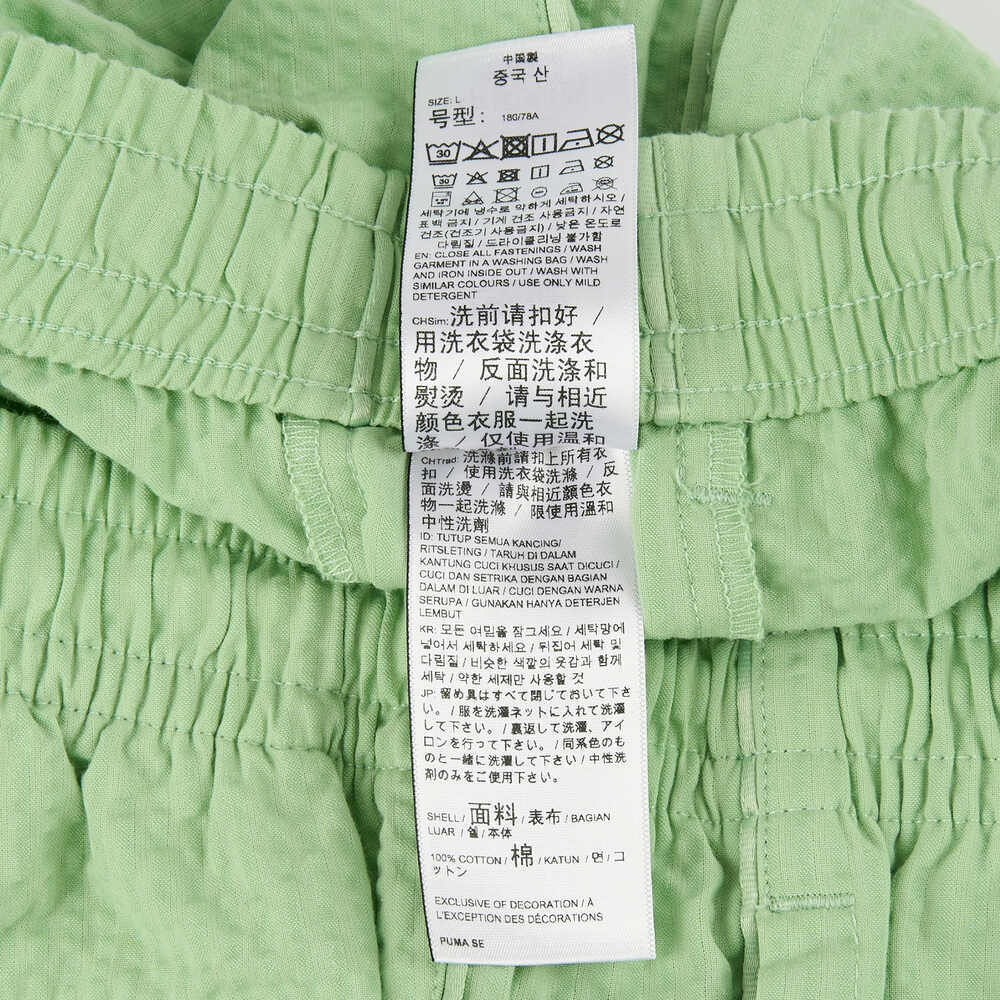 中国製
중국 산
SIZE: L
号型: 180/78A
30
30
세탁기에 냉수로 약하게 세탁하시오 /
표백 금지 / 기계 건조 사용금지 / 자연
건조(건조기 사용금지) / 낮은 온도로
다림질 / 드라이클리닝 불가함
EN: CLOSE ALL FASTENINGS / WASH
GARMENT IN A WASHING BAG / WASH
AND IRON INSIDE OUT / WASH WITH
SIMILAR COLOURS / USE ONLY MILD
DETERGENT
CHSim: 洗前请扣好 /
用洗衣袋洗涤衣
物 / 反面洗涤和
熨烫 / 请与相近
颜色衣服一起洗
涤 / 仅使用温和
CHTrad: 洗滌前請扣上所有衣
扣 / 使用洗衣袋洗滌 / 反
面洗燙 / 請與相近顏色衣
物一起洗滌 / 限使用溫和
中性洗劑
ID: TUTUP SEMUA KANCING/
RITSLETING / TARUH DI DALAM
KANTUNG CUCI KHUSUS SAAT DICUCI /
CUCI DAN SETRIKA DENGAN BAGIAN
DALAM DI LUAR / CUCI DENGAN WARNA
SERUPA / GUNAKAN HANYA DETERJEN
LEMBUT
KR: 모든 여밈을 잠그세요 / 세탁망에
넣어서 세탁하세요 / 뒤집어 세탁 및
다림질 / 비슷한 색깔의 옷감과 함께
세탁 / 약한 세제만 사용할 것
JP: 留め具はすべて閉じておいて下さ
い。 / 服を洗濯ネットに入れて洗濯
して下さい。 / 裏返して洗濯、アイ
ロンを行って下さい。 / 同系色のも
のと一緒に洗濯して下さい / 中性洗
剤のみをご使用下さい。
SHELL / 面料 / 表布 / BAGIAN
LUAR / 쉘 / 本体
100% COTTON / 棉 / KATUN / 면 / コ
ットン
EXCLUSIVE OF DECORATION / À
L'EXCEPTION DES DÉCORATIONS
PUMA SE